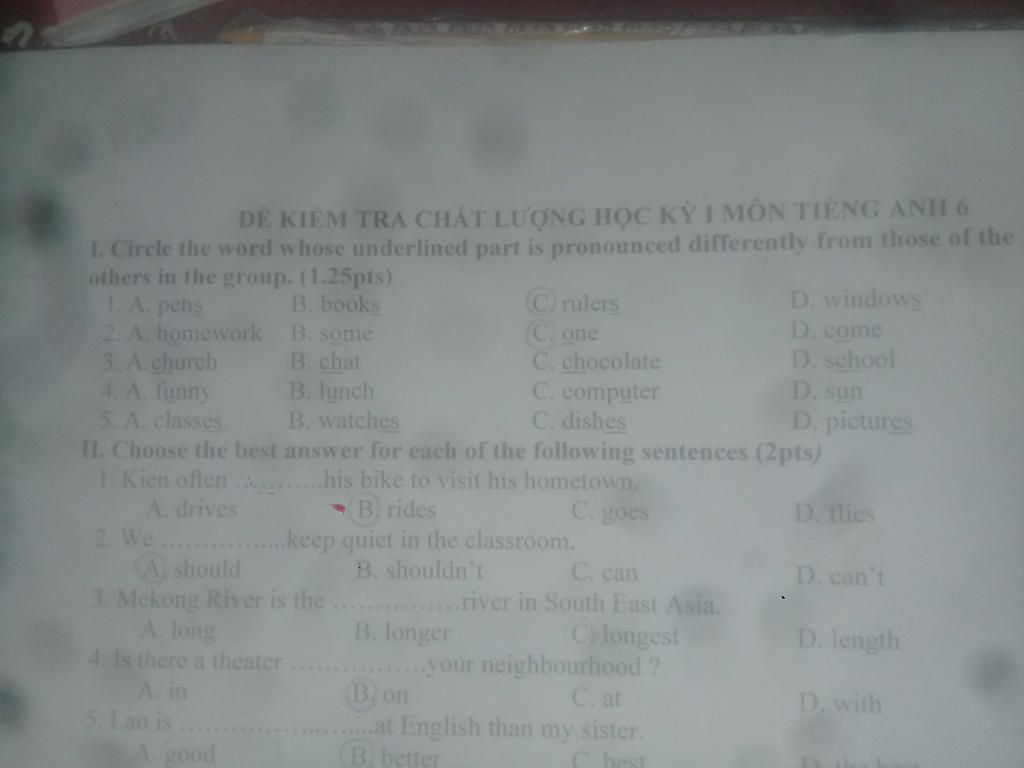 ĐỀ KIỂM TRA CHẤT LƯỢNG HỌC KỲ I MÔN TIẾNG ANH 6
I. Circle the word whose underlined part is pronounced differently from those of the
others in the group. (1.25pts)
1. A. pens B. books C. rulers D. windows
2. A. homework B. some C. one D. come
3. A.church B. chat C. chocolate D. school
4. A. funny B. lunch C. computer D. sun
5. A. classes B. watches C. dishes D. pictures
II. Choose the best answer for each of the following sentences (2pts)
1. Kien often ...........his bike to visit his hometown.
A. drives B. rides C. goes D. flies
2. We ................keep quiet in the classroom.
A. should B. shouldn't C. can D. can't
3. Mekong River is the ...............river in South East Asia.
A. long B. longer C. longest D. length
4. Is there a theater ................your neighbourhood ?
A. in B. on C. at D. with
5. Lan is .......................at English than my sister.
A. good B. better C. best D. the best